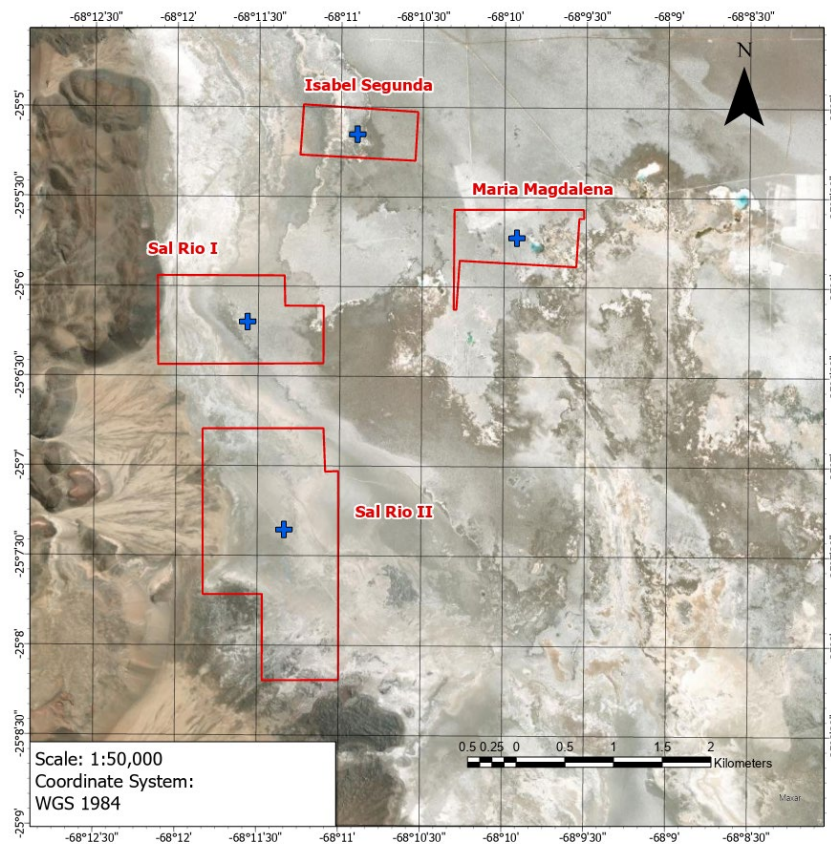 -68°12'30" -68°12' -68°11'30" -68°11' -68°10'30" -68°10' -68°9'30" -68°9' -68°8'30"
N
Isabel Segunda
-25°5'
Maria Magdalena
-25°5'30"
Sal Rio I
-25°6'
-25°6'30"
-25°7'
Sal Rio II
-25°7'30"
-25°8'
-25°8'30"
0.5 0.25 0 0.5 1 1.5 2
Kilometers
Scale: 1:50,000
Coordinate System:
WGS 1984
Maxar
-25°9'
-68°12'30" -68°12' -68°11'30" -68°11' -68°10'30" -68°10' -68°9'30" -68°9' -68°8'30"